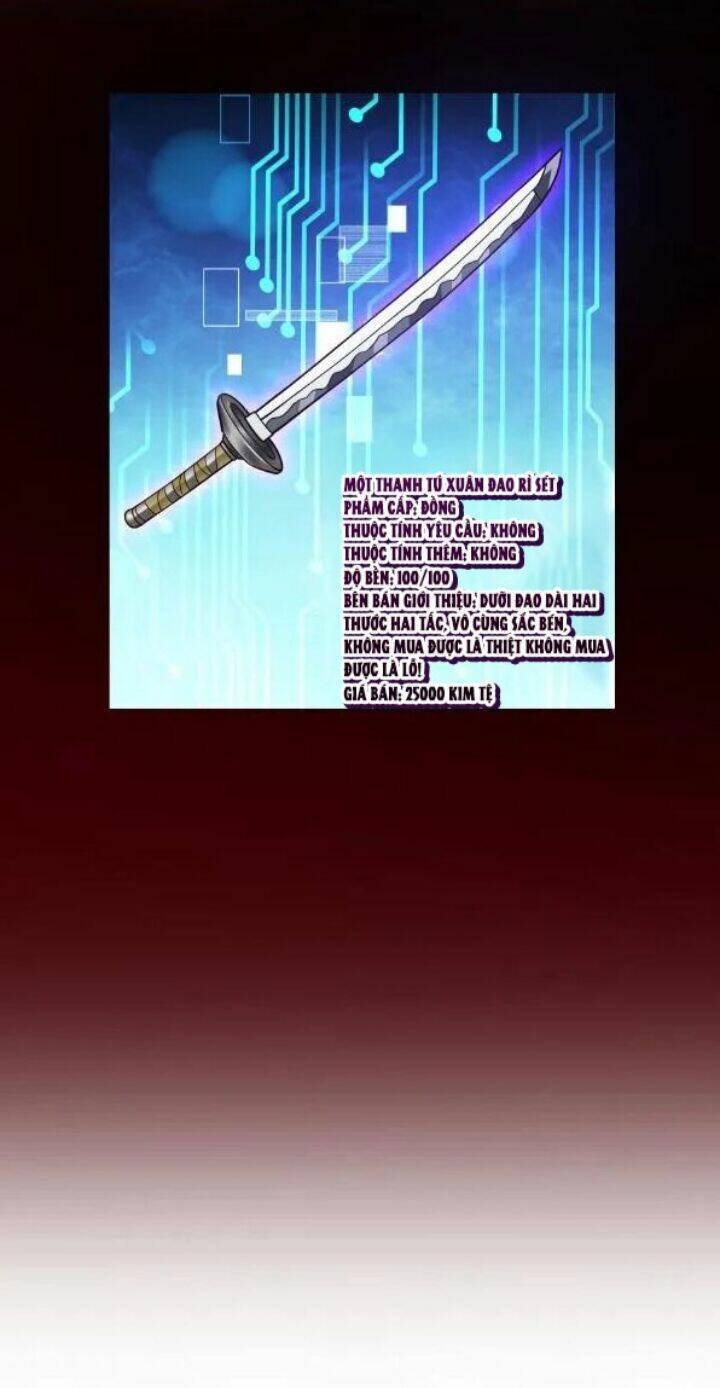 MỘT THANH TÚ XUÂN ĐAO RỈ SÉT
PHẨM CẤP: ĐỒNG
THUỘC TÍNH YÊU CẦU: KHÔNG
THUỘC TÍNH THÊM: KHÔNG
ĐỘ BỀN: 100/100
BÊN BÁN GIỚI THIỆU: DƯỠI ĐAO DÀI HAI
THƯỚC HAI TẤC, VÔ CÙNG SẮC BÉN,
KHÔNG MUA ĐƯỢC LÀ THIỆT KHÔNG MUA
ĐƯỢC LÀ LỖ!
GIÁ BÁN: 25000 KIM TỆ